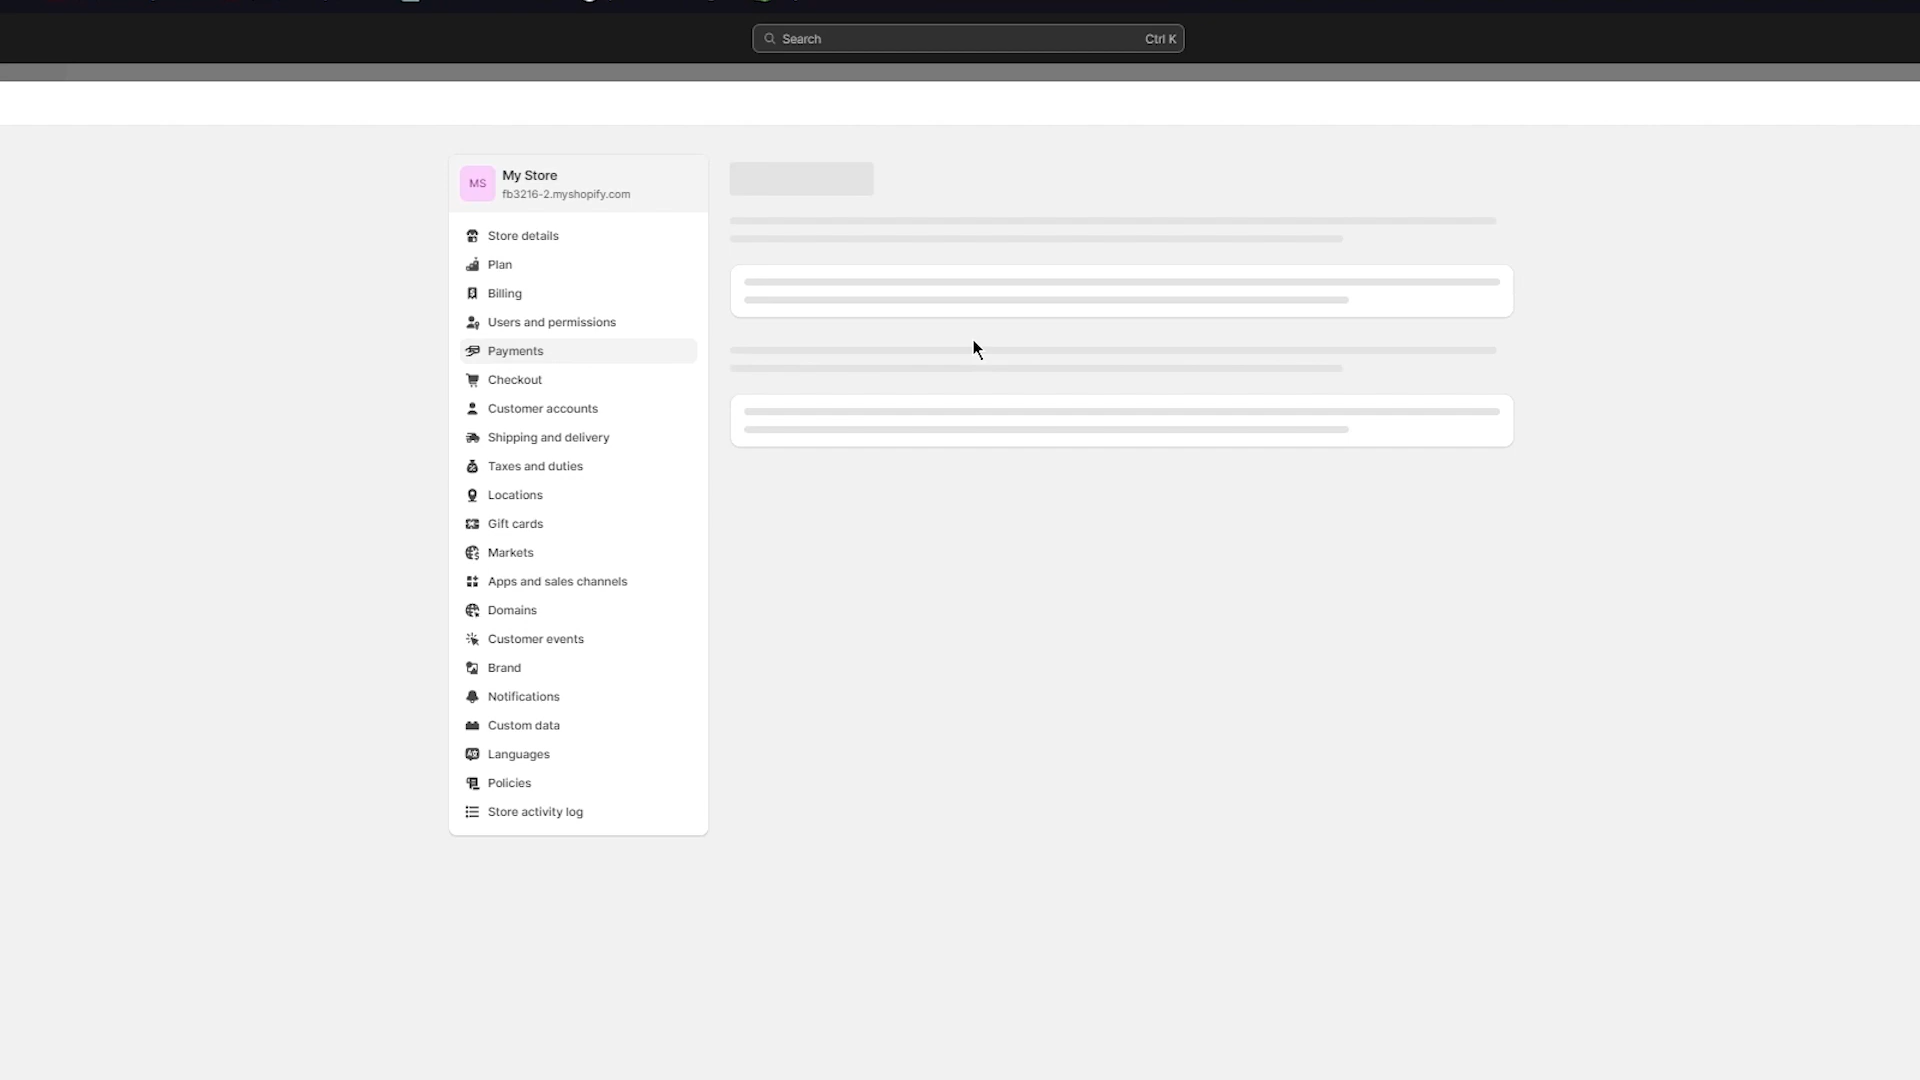 Search
Ctrl K
MS
My Store
fb3216-2.myshopify.com
Store details
Plan
Billing
Users and permissions
Payments
Checkout
Customer accounts
Shipping and delivery
Taxes and duties
Locations
Gift cards
Markets
Apps and sales channels
Domains
Customer events
Brand
Notifications
Custom data
Languages
Policies
Store activity log